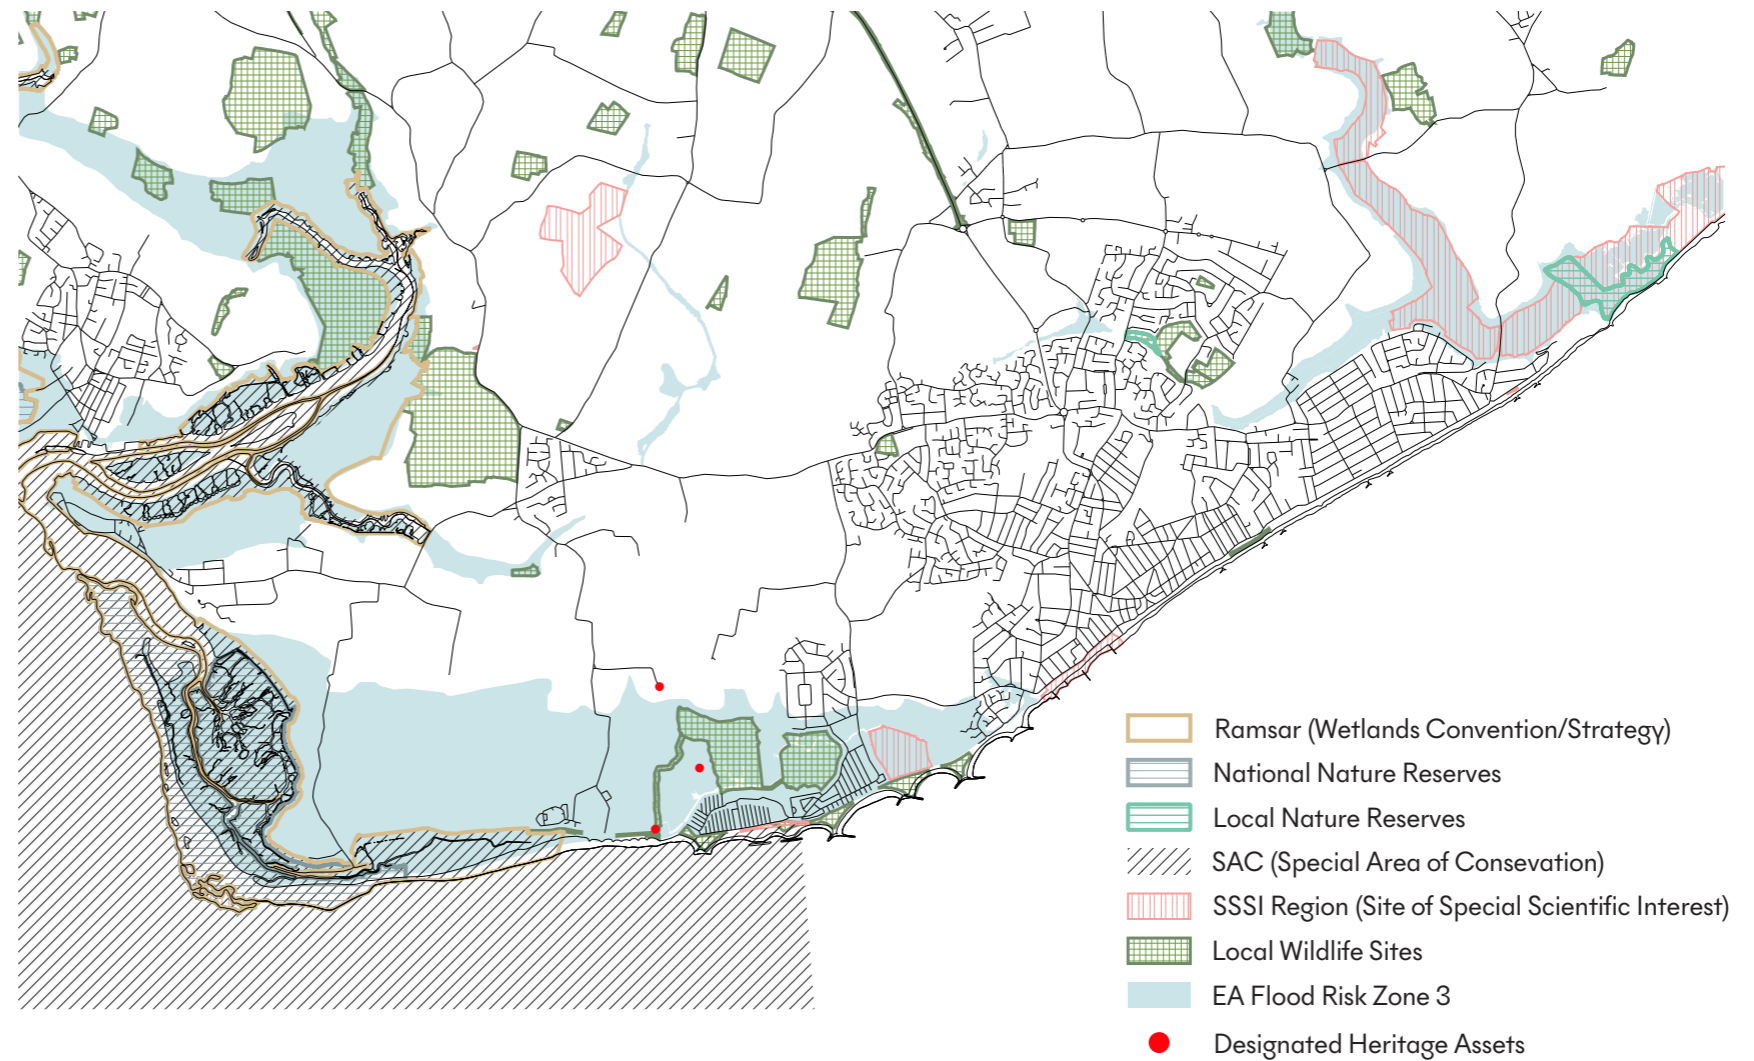 Ramsar (Wetlands Convention/Strategy)
National Nature Reserves
Local Nature Reserves
SAC (Special Area of Consevation)
SSSI Region (Site of Special Scientific Interest)
Local Wildlife Sites
EA Flood Risk Zone 3
Designated Heritage Assets